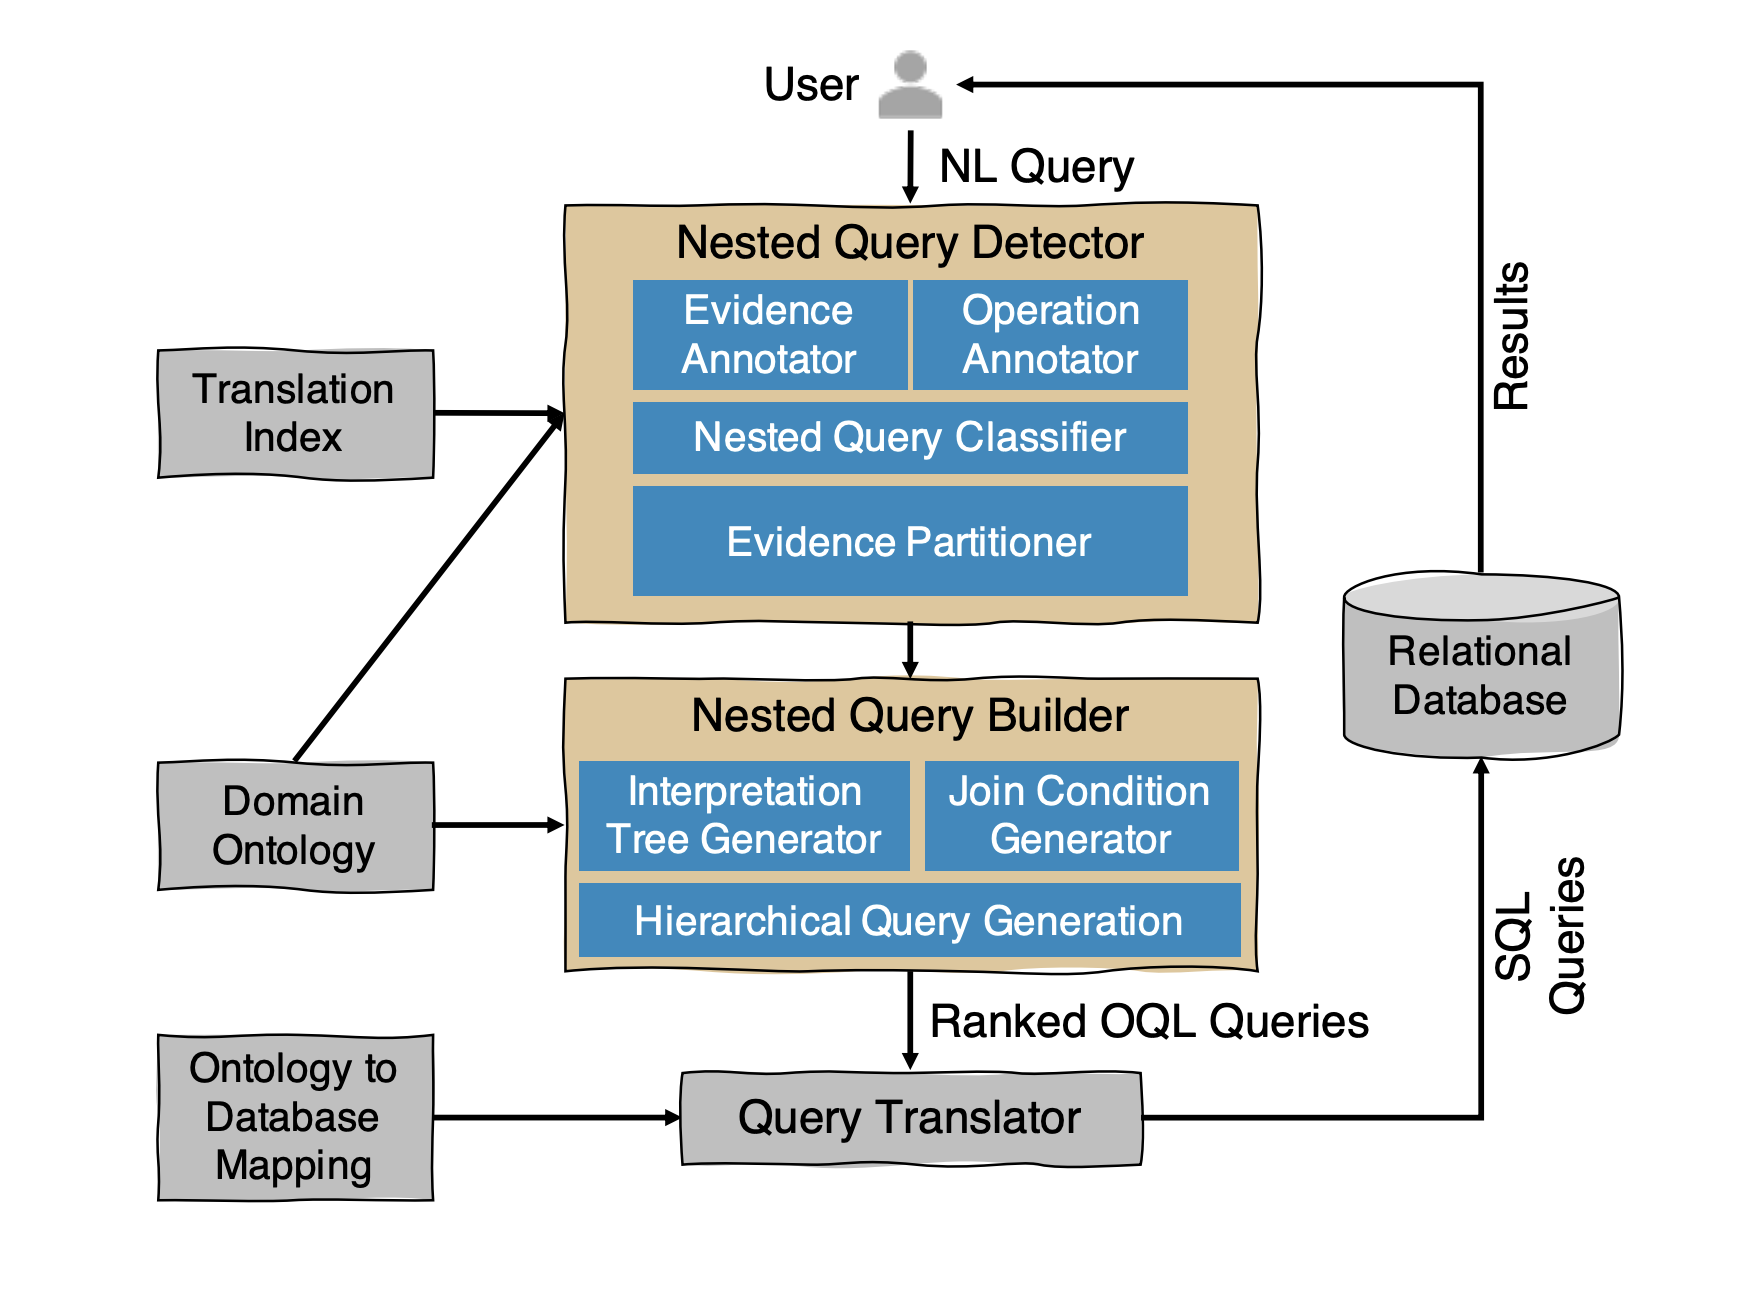 User
NL Query
Nested Query Detector
Evidence
Annotator
Operation
Annotator
Nested Query Classifier
Evidence Partitioner
Translation
Index
Results
Relational
Database
Nested Query Builder
Interpretation
Tree Generator
Join Condition
Generator
Hierarchical Query Generation
Domain
Ontology
SQL
Queries
Ranked OQL Queries
Ontology to
Database
Mapping
Query Translator